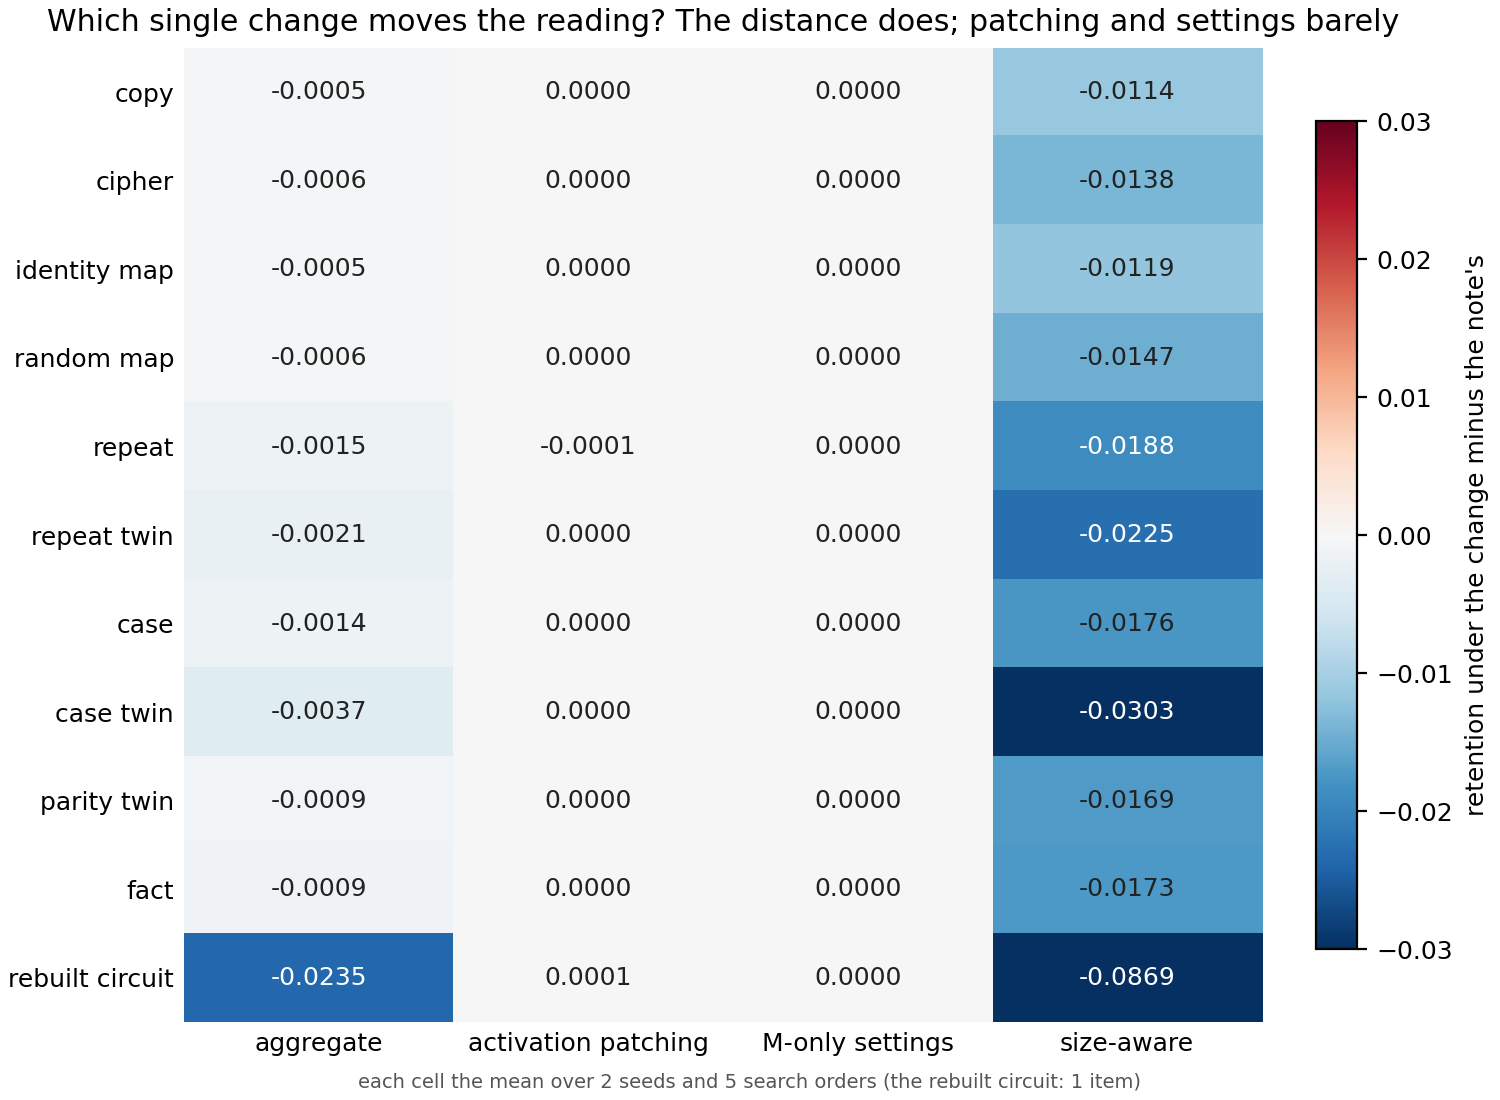 Which single change moves the reading? The distance does; patching and settings barely
copy -0.0005 0.0000 0.0000 -0.0114
cipher -0.0006 0.0000 0.0000 -0.0138
identity map -0.0005 0.0000 0.0000 -0.0119
random map -0.0006 0.0000 0.0000 -0.0147
repeat -0.0015 -0.0001 0.0000 -0.0188
repeat twin -0.0021 0.0000 0.0000 -0.0225
case -0.0014 0.0000 0.0000 -0.0176
case twin -0.0037 0.0000 0.0000 -0.0303
parity twin -0.0009 0.0000 0.0000 -0.0169
fact -0.0009 0.0000 0.0000 -0.0173
rebuilt circuit -0.0235 0.0001 0.0000 -0.0869
aggregate activation patching M-only settings size-aware
each cell the mean over 2 seeds and 5 search orders (the rebuilt circuit: 1 item)
0.03
0.02
0.01
0.00
−0.01
−0.02
−0.03
retention under the change minus the note's